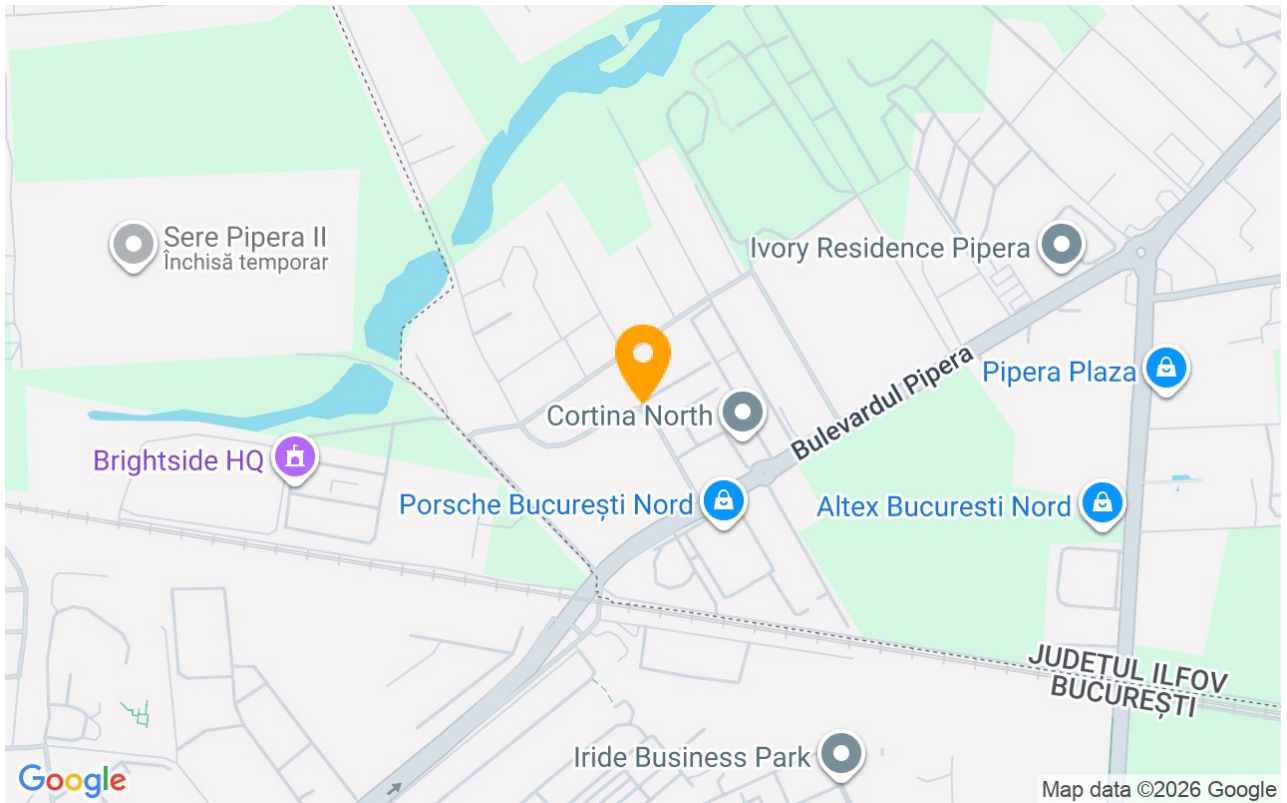 Sere Pipera II
Închisă temporar
Ivory Residence Pipera
Bulevardul Pipera
Pipera Plaza
Cortina North
Brightside HQ
Porsche București Nord
Altex Bucuresti Nord
JUDEȚUL ILFOV
BUCUREȘTI
Iride Business Park
Google
Map data ©2026 Google